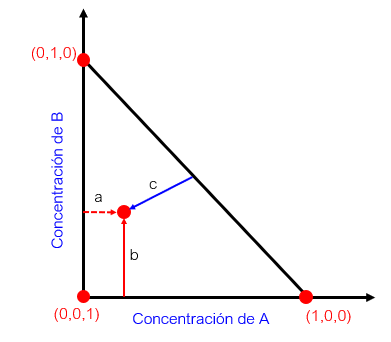 (0,1,0)
Concentración de B
a
c
b
(0,0,1)
Concentración de A
(1,0,0)